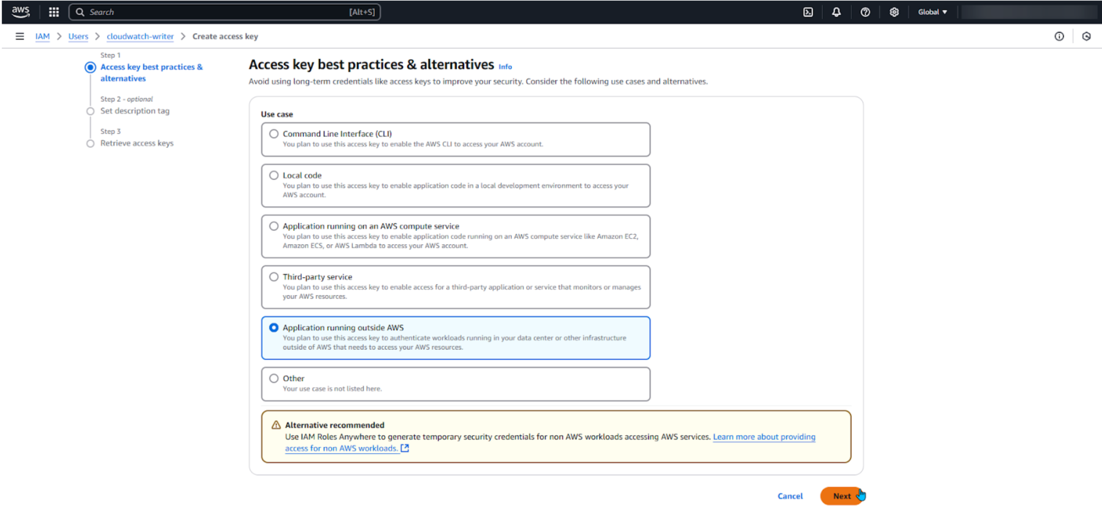 aws
Search
[Alt+S]
Global
IAM > Users > cloudwatch-writer > Create access key
Step 1
Access key best practices &
alternatives
Step 2 - optional
Set description tag
Step 3
Retrieve access keys
Access key best practices & alternatives Info
Avoid using long-term credentials like access keys to improve your security. Consider the following use cases and alternatives.
Use case
Command Line Interface (CLI)
You plan to use this access key to enable the AWS CLI to access your AWS account.
Local code
You plan to use this access key to enable application code in a local development environment to access your
AWS account.
Application running on an AWS compute service
You plan to use this access key to enable application code running on an AWS compute service like Amazon EC2,
Amazon ECS, or AWS Lambda to access your AWS account.
Third-party service
You plan to use this access key to enable access for a third-party application or service that monitors or manages
your AWS resources.
Application running outside AWS
You plan to use this access key to authenticate workloads running in your data center or other infrastructure
outside of AWS that needs to access your AWS resources.
Other
Your use case is not listed here.
Alternative recommended
Use IAM Roles Anywhere to generate temporary security credentials for non AWS workloads accessing AWS services. Learn more about providing
access for non AWS workloads.
Cancel
Next